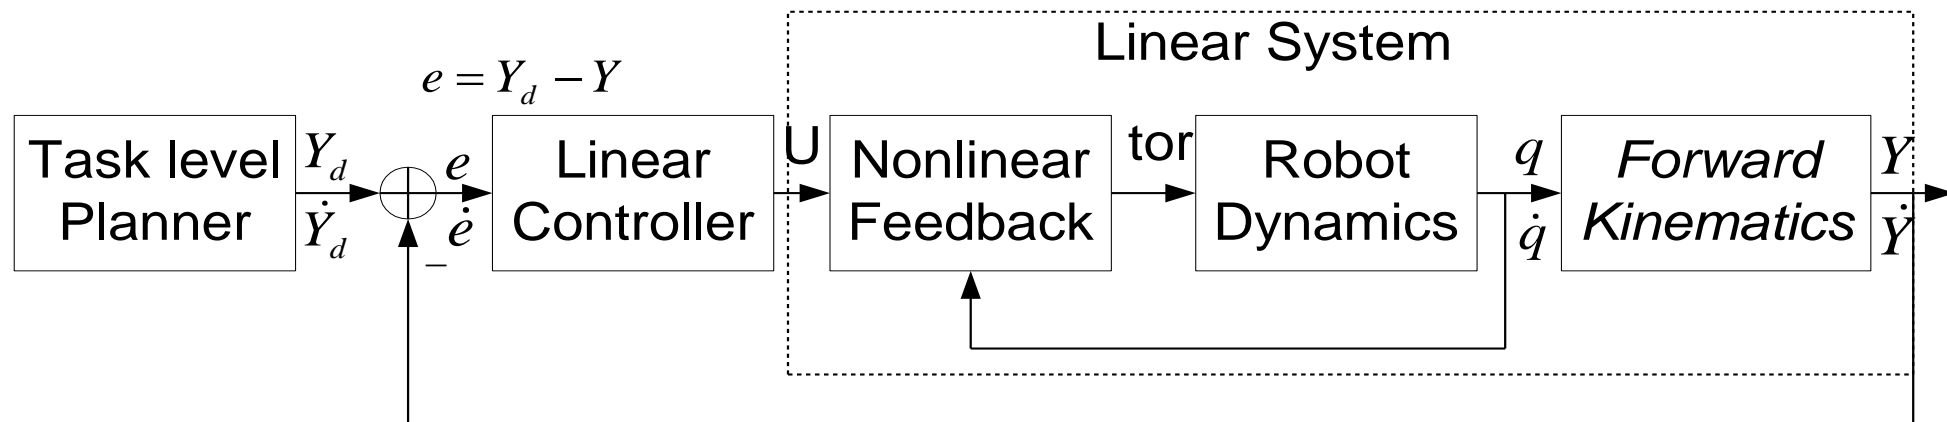 Linear System
e = Y_d − Y
Task level
Planner
Y_d
Ẏ_d
−
e
ė
Linear
Controller
U
Nonlinear
Feedback
tor
Robot
Dynamics
q
q̇
Forward
Kinematics
Y
Ẏ